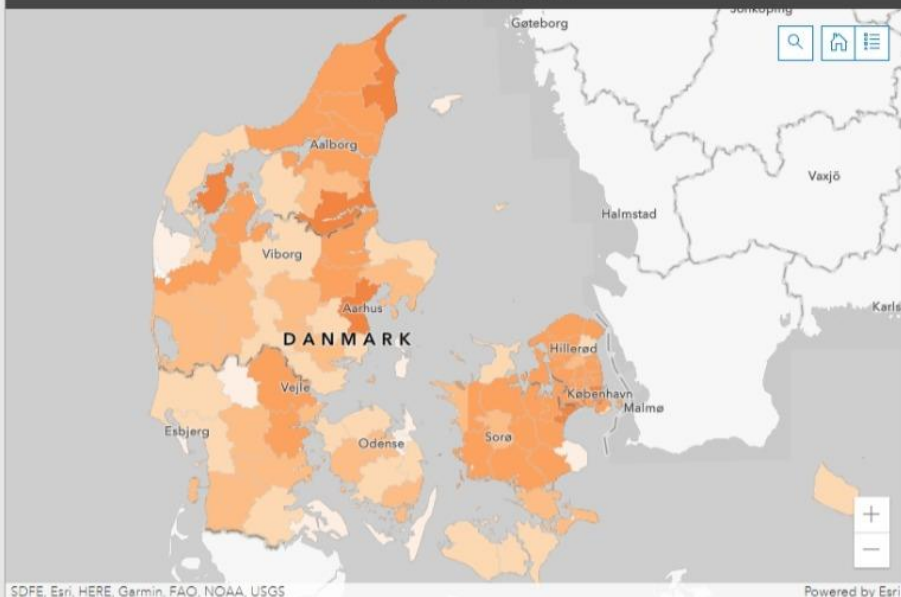 Göteborg
Jönköping
Aalborg
Vaxjö
Halmstad
Viborg
Aarhus
Karls
DANMARK
Hillerød
Vejle
København
Malmø
Esbjerg
Odense
Sorø
+
−
SDFE, Esri, HERE, Garmin, FAO, NOAA, USGS
Powered by Esri